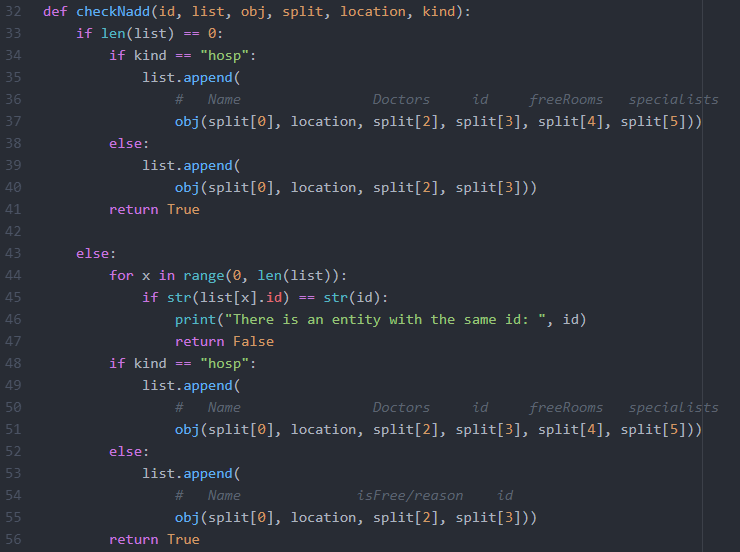 32 def checkNadd(id, list, obj, split, location, kind):
33     if len(list) == 0:
34         if kind == "hosp":
35             list.append(
36                 #   Name                Doctors     id     freeRooms   specialists
37                 obj(split[0], location, split[2], split[3], split[4], split[5]))
38         else:
39             list.append(
40                 obj(split[0], location, split[2], split[3]))
41         return True
42
43     else:
44         for x in range(0, len(list)):
45             if str(list[x].id) == str(id):
46                 print("There is an entity with the same id: ", id)
47                 return False
48         if kind == "hosp":
49             list.append(
50                 #   Name                Doctors     id     freeRooms   specialists
51                 obj(split[0], location, split[2], split[3], split[4], split[5]))
52         else:
53             list.append(
54                 #   Name              isFree/reason    id
55                 obj(split[0], location, split[2], split[3]))
56         return True